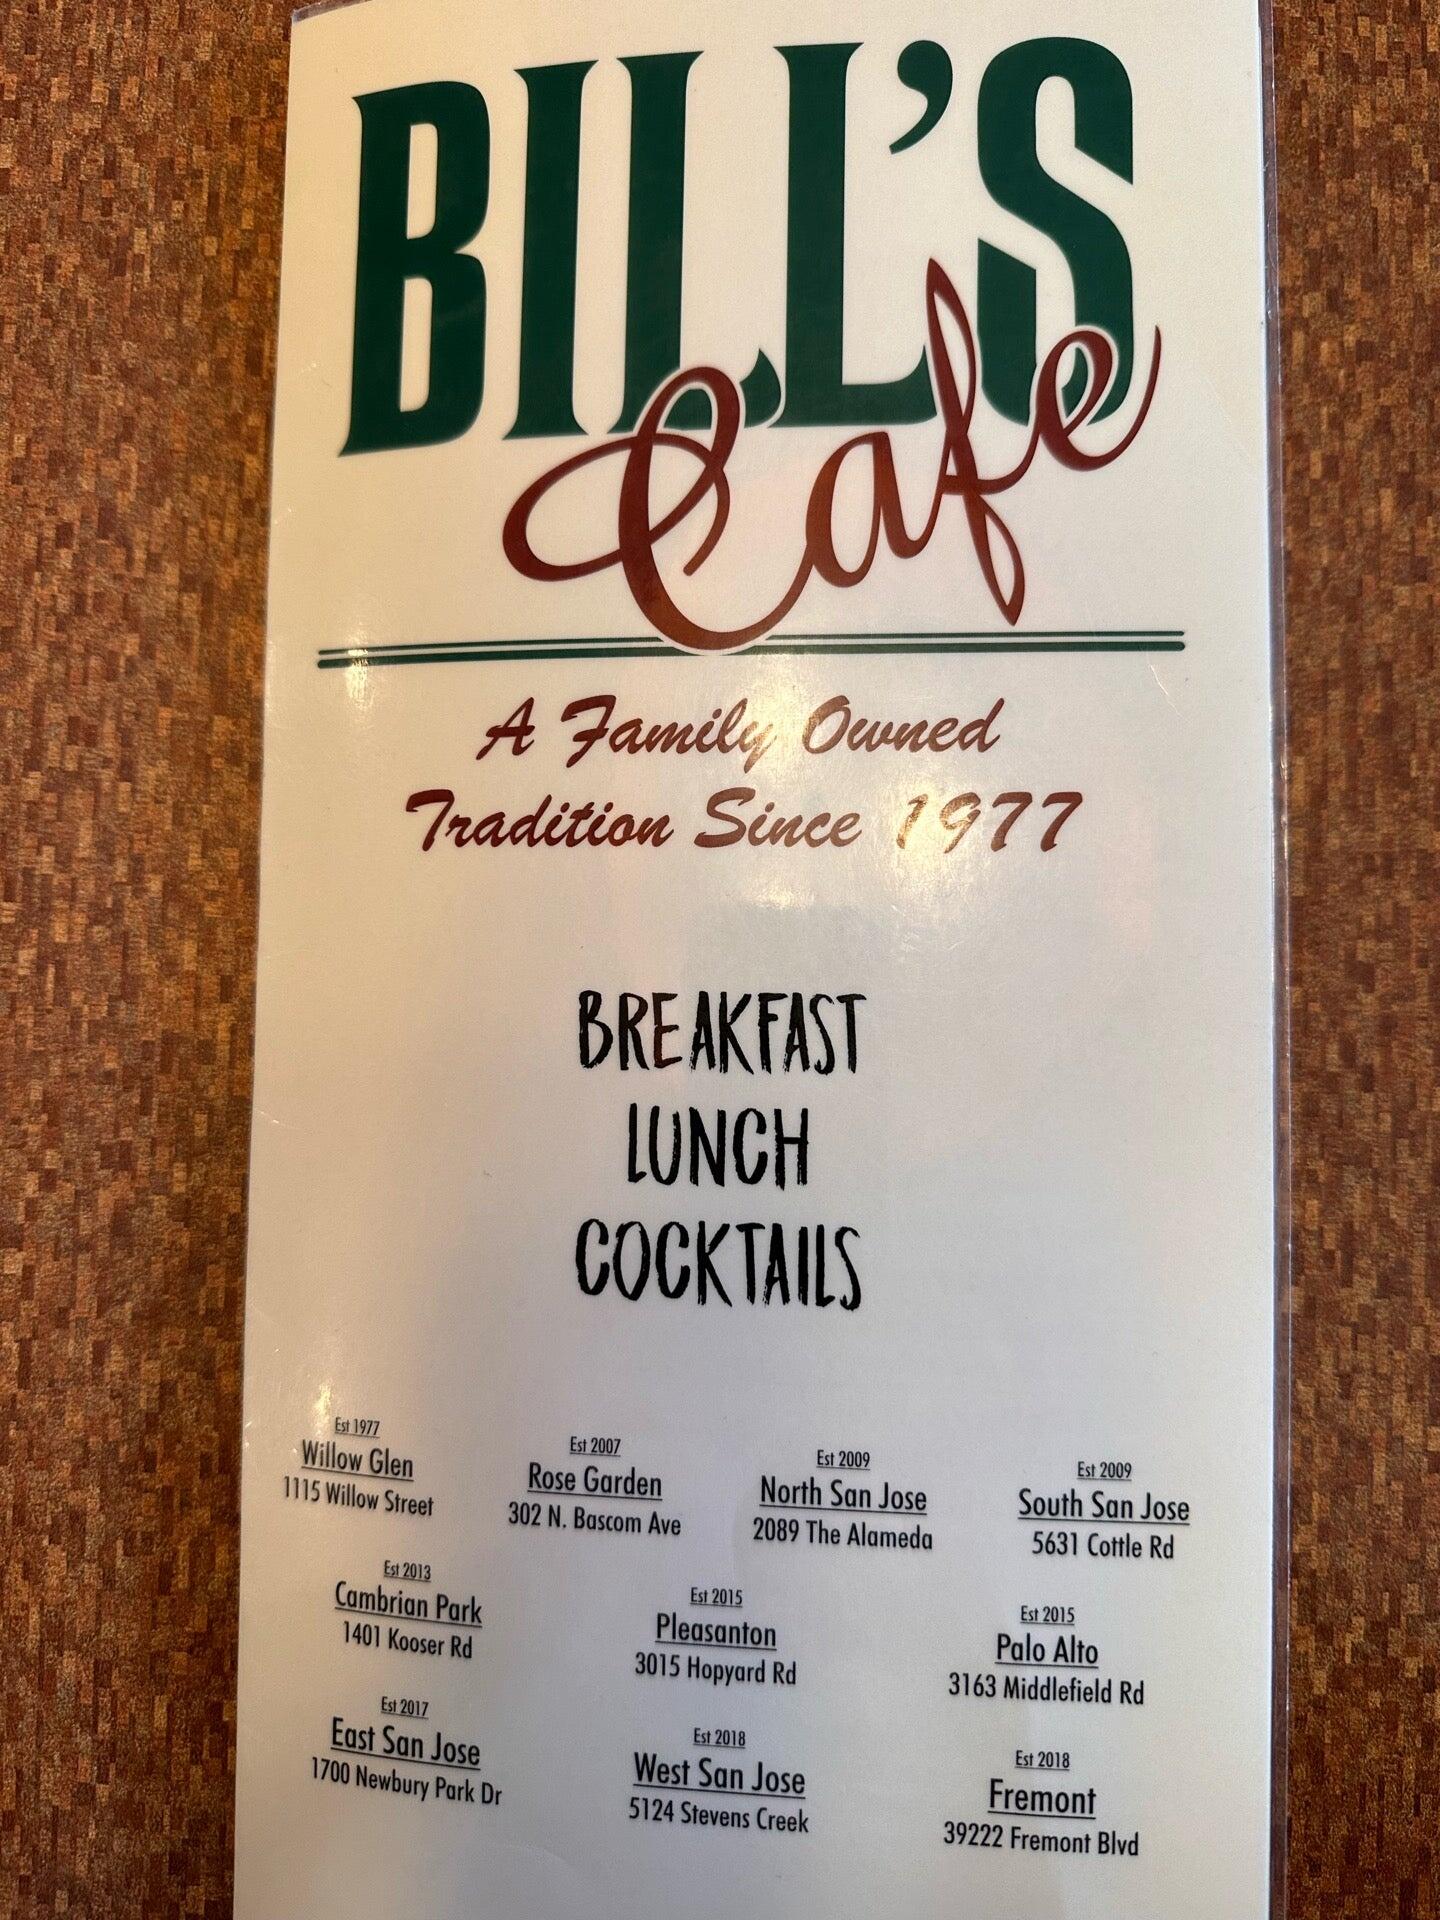 BILL'S
Cafe
A Family Owned
Tradition Since 1977
BREAKFAST
LUNCH
COCKTAILS
Est 1977
Willow Glen
1115 Willow Street
Est 2007
Rose Garden
302 N. Bascom Ave
Est 2009
North San Jose
2089 The Alameda
Est 2009
South San Jose
5631 Cottle Rd
Est 2013
Cambrian Park
1401 Kooser Rd
Est 2015
Pleasanton
3015 Hopyard Rd
Est 2015
Palo Alto
3163 Middlefield Rd
Est 2017
East San Jose
1700 Newbury Park Dr
Est 2018
West San Jose
5124 Stevens Creek
Est 2018
Fremont
39222 Fremont Blvd